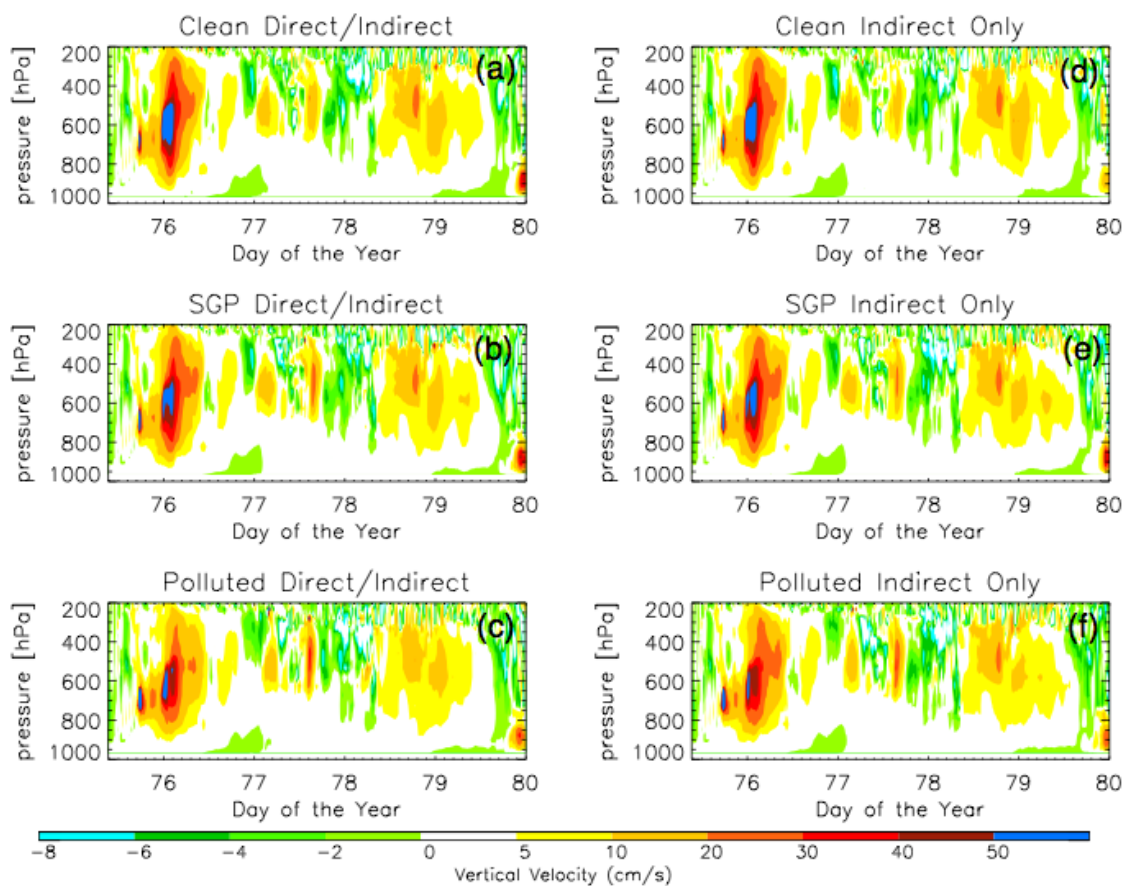 Clean Direct/Indirect
pressure [hPa]
200
400
600
800
1000
(a)
76 77 78 79 80
Day of the Year
Clean Indirect Only
pressure [hPa]
200
400
600
800
1000
(d)
76 77 78 79 80
Day of the Year
SGP Direct/Indirect
pressure [hPa]
200
400
600
800
1000
(b)
76 77 78 79 80
Day of the Year
SGP Indirect Only
pressure [hPa]
200
400
600
800
1000
(e)
76 77 78 79 80
Day of the Year
Polluted Direct/Indirect
pressure [hPa]
200
400
600
800
1000
(c)
76 77 78 79 80
Day of the Year
Polluted Indirect Only
pressure [hPa]
200
400
600
800
1000
(f)
76 77 78 79 80
Day of the Year
-8 -6 -4 -2 0 5 10 20 30 40 50
Vertical Velocity (cm/s)